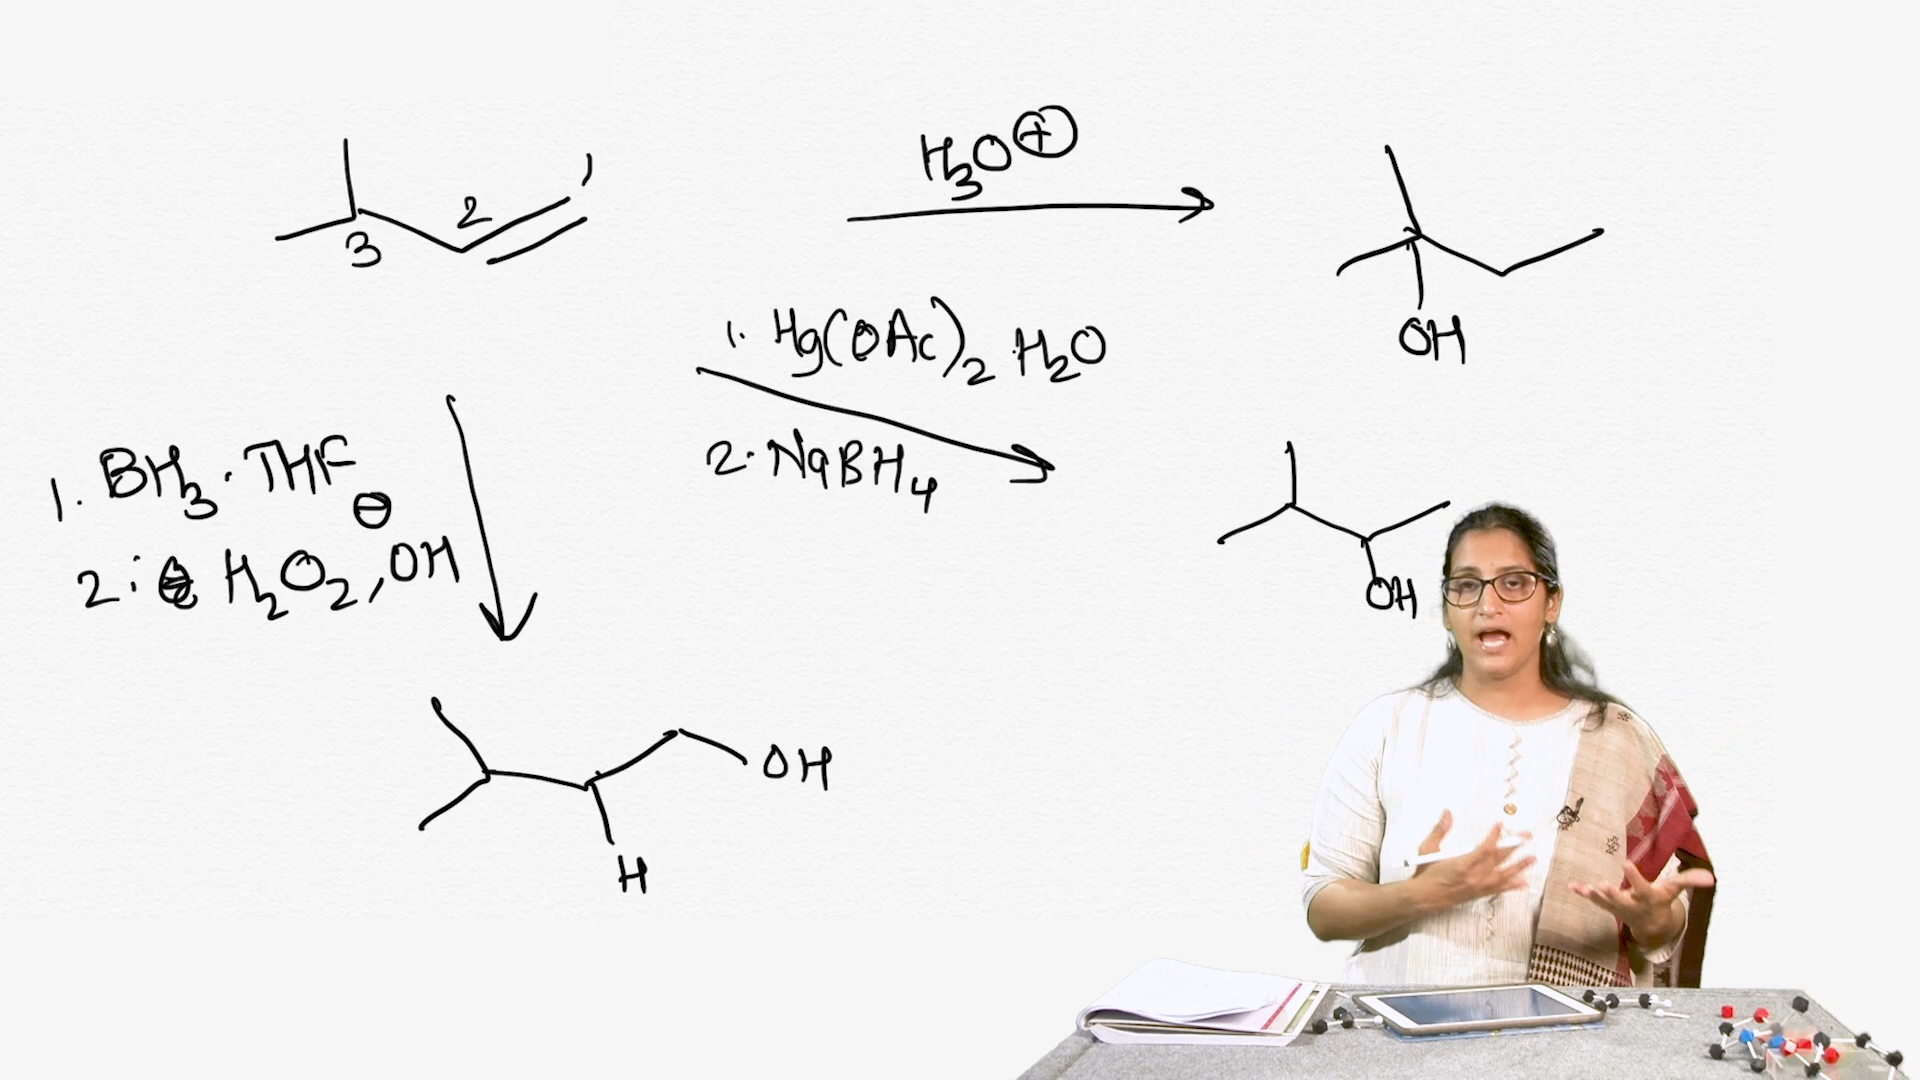 H3O⊕
1
2
3
OH
1. Hg(OAc)2 H2O
2. NaBH4
1. BH3·THF
2. H2O2, OH⊖
OH
OH
H